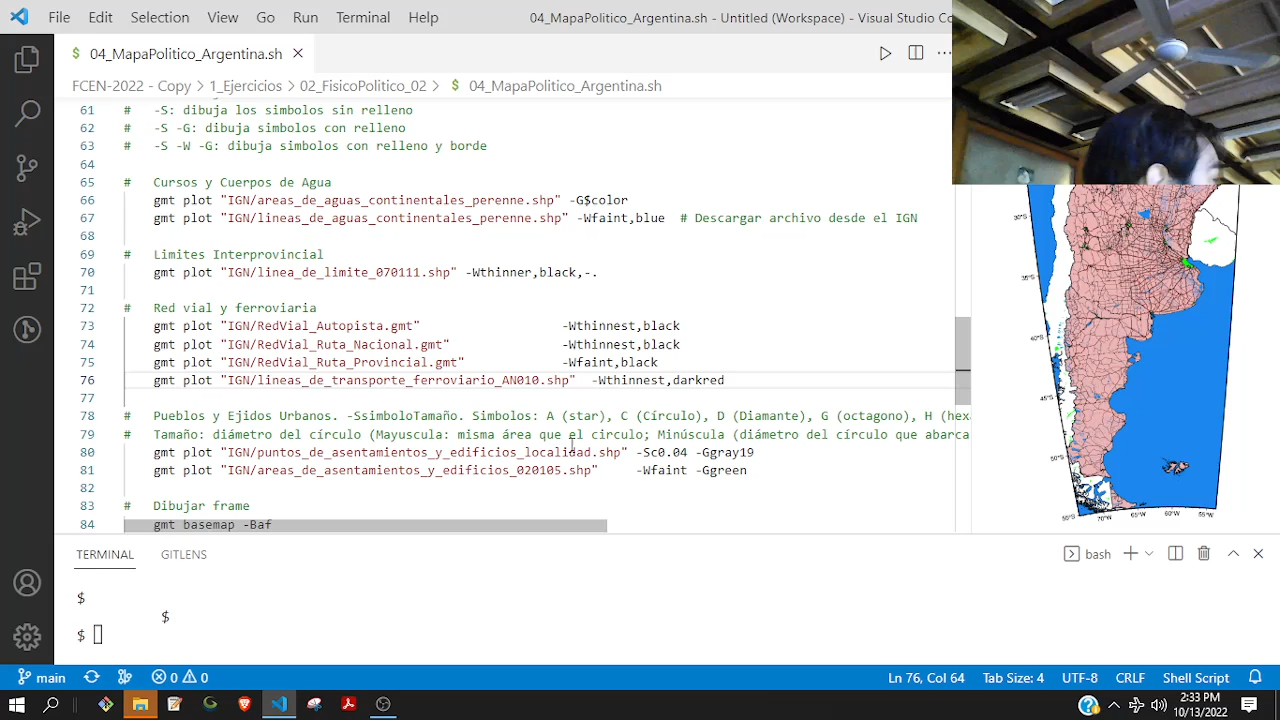 File Edit Selection View Go Run Terminal Help 04_MapaPolitico_Argentina.sh - Untitled (Workspace) - Visual Studio Co
$ 04_MapaPolitico_Argentina.sh ×
FCEN-2022 - Copy > 1_Ejercicios > 02_FisicoPolitico_02 > $ 04_MapaPolitico_Argentina.sh
61 # -S: dibuja los simbolos sin relleno
62 # -S -G: dibuja simbolos con relleno
63 # -S -W -G: dibuja simbolos con relleno y borde
64
65 # Cursos y Cuerpos de Agua
66 gmt plot "IGN/areas_de_aguas_continentales_perenne.shp" -G$color
67 gmt plot "IGN/lineas_de_aguas_continentales_perenne.shp" -Wfaint,blue # Descargar archivo desde el IGN
68
69 # Limites Interprovincial
70 gmt plot "IGN/linea_de_limite_070111.shp" -Wthinner,black,-.
71
72 # Red vial y ferroviaria
73 gmt plot "IGN/RedVial_Autopista.gmt" -Wthinnest,black
74 gmt plot "IGN/RedVial_Ruta_Nacional.gmt" -Wthinnest,black
75 gmt plot "IGN/RedVial_Ruta_Provincial.gmt" -Wfaint,black
76 gmt plot "IGN/lineas_de_transporte_ferroviario_AN010.shp" -Wthinnest,darkred
77
78 # Pueblos y Ejidos Urbanos. -SsimboloTamaño. Simbolos: A (star), C (Círculo), D (Diamante), G (octagono), H (hex
79 # Tamaño: diámetro del círculo (Mayuscula: misma área que el circulo; Minúscula (diámetro del círculo que abarca
80 gmt plot "IGN/puntos_de_asentamientos_y_edificios_localidad.shp" -Sc0.04 -Ggray19
81 gmt plot "IGN/areas_de_asentamientos_y_edificios_020105.shp" -Wfaint -Ggreen
82
83 # Dibujar frame
84 gmt basemap -Baf
30°S
35°S
40°S
45°S
50°S
55°S 70°W 65°W 60°W 55°W
TERMINAL GITLENS
bash
$
$
$
main 0 0 Ln 76, Col 64 Tab Size: 4 UTF-8 CRLF Shell Script
2:33 PM
10/13/2022